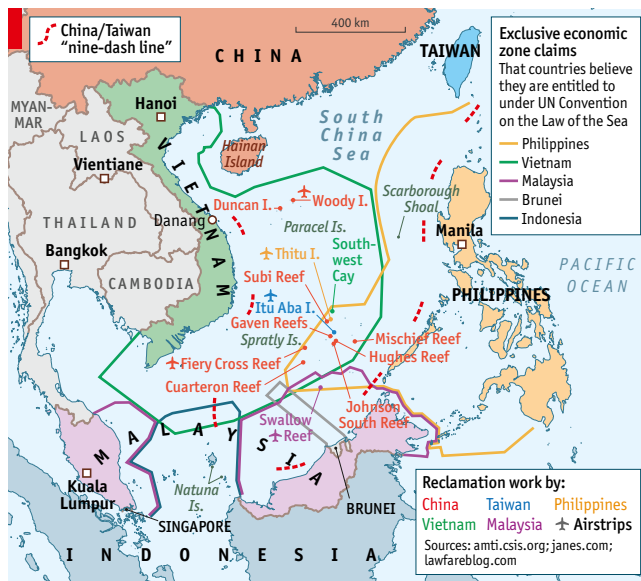 China/Taiwan
“nine-dash line”
400 km
CHINA
TAIWAN
Exclusive economic
zone claims
That countries believe
they are entitled to
under UN Convention
on the Law of the Sea
Philippines
Vietnam
Malaysia
Brunei
Indonesia
MYAN-
MAR
Hanoi
LAOS
VIETNAM
Hainan
Island
South
China
Sea
Vientiane
Danang
Duncan I.
Woody I.
Scarborough
Shoal
THAILAND
Paracel Is.
Manila
Bangkok
Thitu I.
South-
west
Cay
PACIFIC
OCEAN
CAMBODIA
Subi Reef
Itu Aba I.
PHILIPPINES
Gaven Reefs
Spratly Is.
Mischief Reef
Hughes Reef
Fiery Cross Reef
Cuarteron Reef
Johnson
South Reef
Swallow
Reef
MALAYSIA
Kuala
Lumpur
Natuna
Is.
SINGAPORE
BRUNEI
INDONESIA
Reclamation work by:
China Taiwan Philippines
Vietnam Malaysia Airstrips
Sources: amti.csis.org; janes.com;
lawfareblog.com